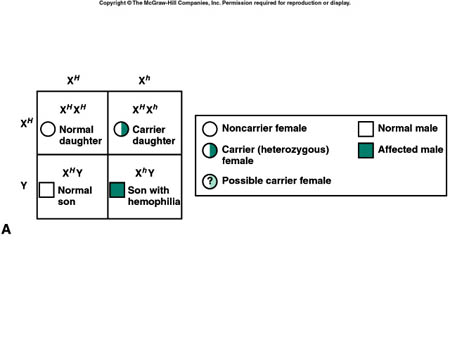 Copyright © The McGraw-Hill Companies, Inc. Permission required for reproduction or display.
X^H X^h
X^H
X^H X^H
Normal
daughter
X^H X^h
Carrier
daughter
Y
X^H Y
Normal
son
X^h Y
Son with
hemophilia
A
Noncarrier female
Normal male
Carrier (heterozygous)
female
Affected male
? Possible carrier female